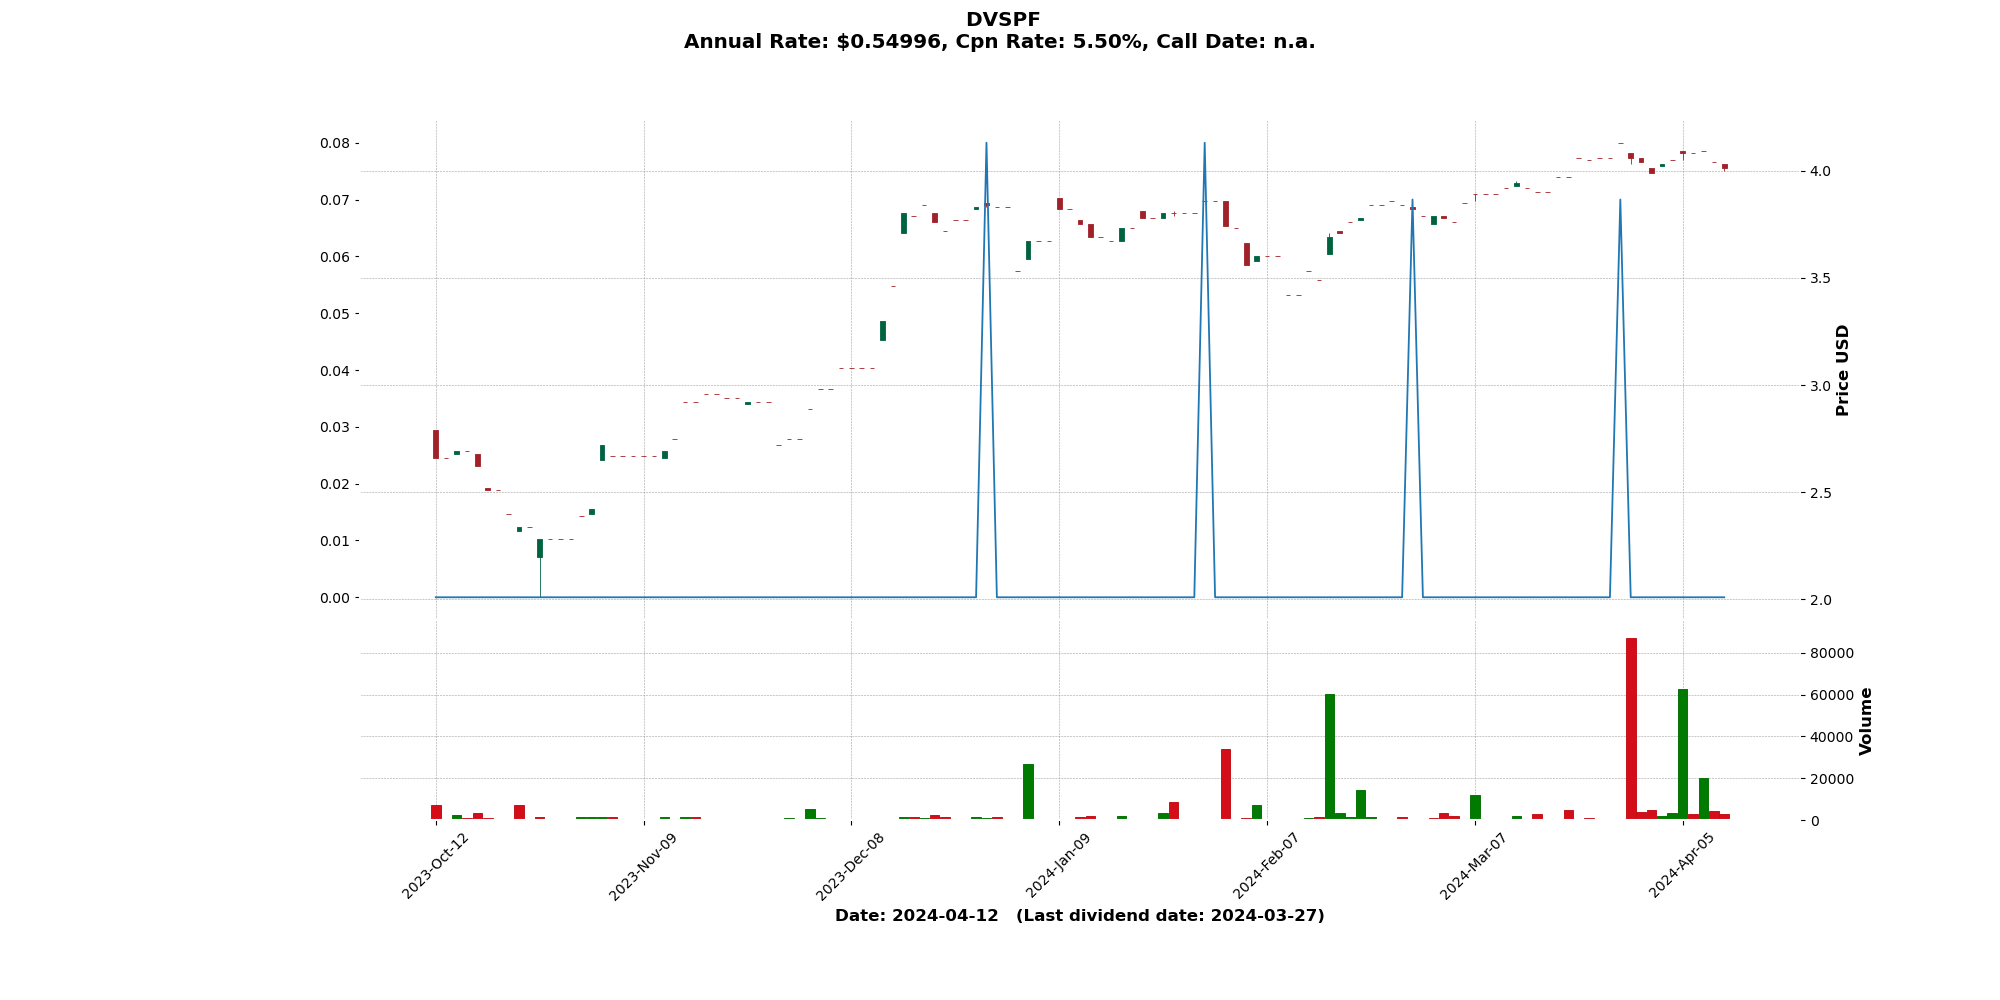 DVSPF
Annual Rate: $0.54996, Cpn Rate: 5.50%, Call Date: n.a.
0.08
0.07
0.06
0.05
0.04
0.03
0.02
0.01
0.00
4.0
3.5
3.0
2.5
2.0
Price USD
80000
60000
40000
20000
0
Volume
2023-Oct-12
2023-Nov-09
2023-Dec-08
2024-Jan-09
2024-Feb-07
2024-Mar-07
2024-Apr-05
Date: 2024-04-12 (Last dividend date: 2024-03-27)